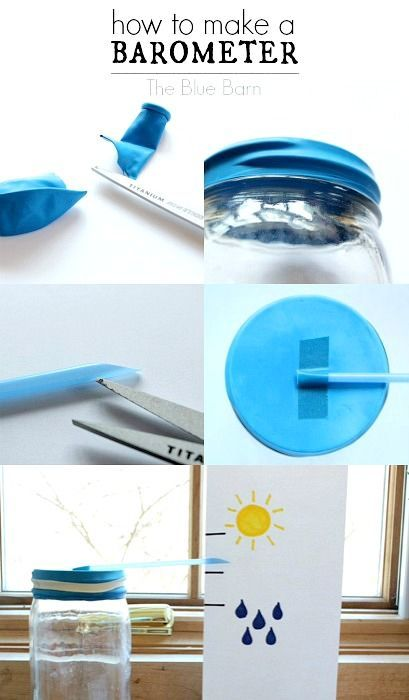 how to make a
BAROMETER
The Blue Barn
TITANIUM
TITA